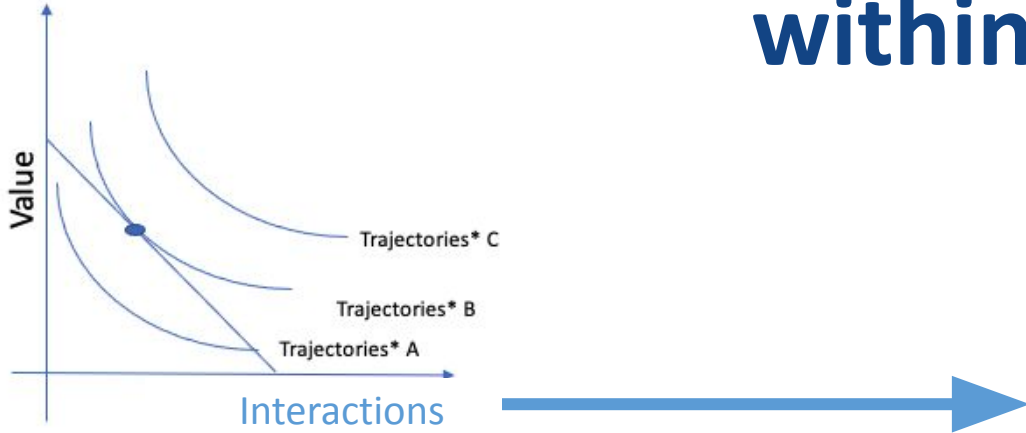 within
Value
Trajectories* C
Trajectories* B
Trajectories* A
Interactions